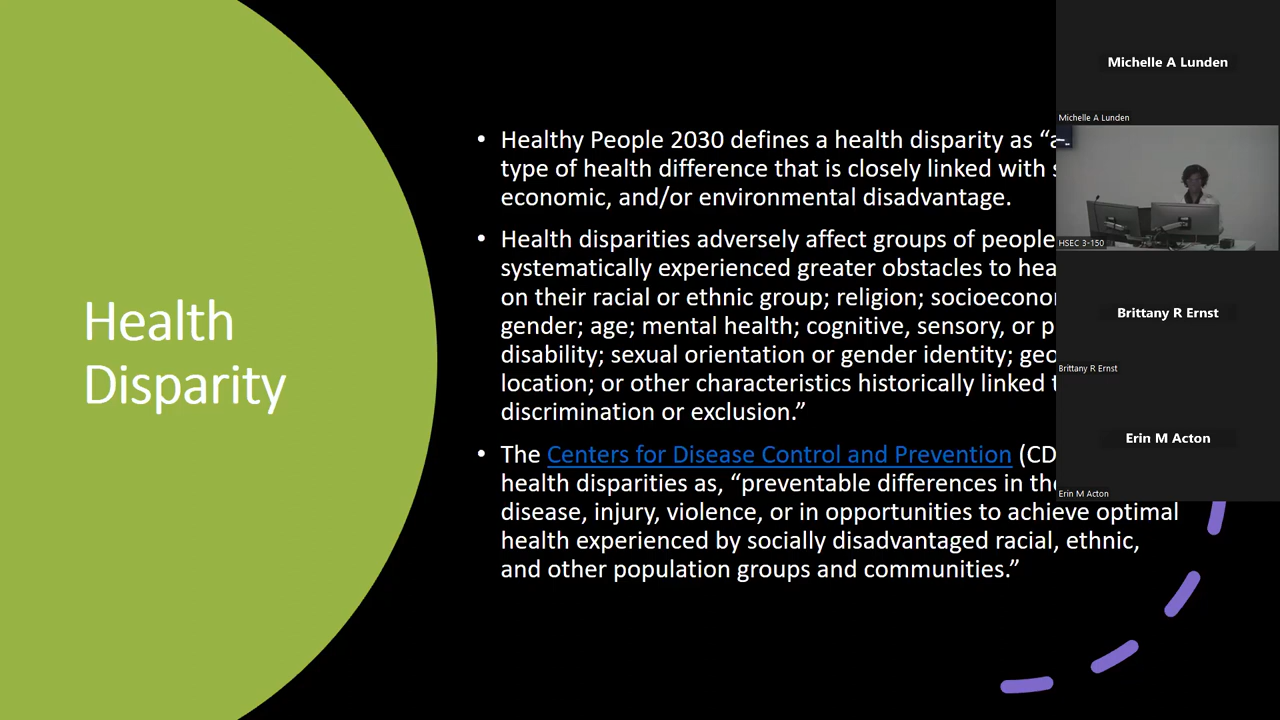 Health
Disparity
• Healthy People 2030 defines a health disparity as “a
type of health difference that is closely linked with s
economic, and/or environmental disadvantage.
• Health disparities adversely affect groups of people
systematically experienced greater obstacles to hea
on their racial or ethnic group; religion; socioecono
gender; age; mental health; cognitive, sensory, or p
disability; sexual orientation or gender identity; geo
location; or other characteristics historically linked t
discrimination or exclusion.”
• The Centers for Disease Control and Prevention (CD
health disparities as, “preventable differences in the
disease, injury, violence, or in opportunities to achieve optimal
health experienced by socially disadvantaged racial, ethnic,
and other population groups and communities.”
Michelle A Lunden
Michelle A Lunden
HSEC 3-150
Brittany R Ernst
Brittany R Ernst
Erin M Acton
Erin M Acton